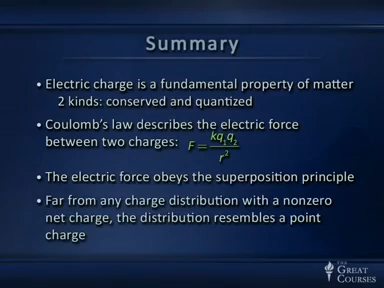 Summary
• Electric charge is a fundamental property of matter
2 kinds: conserved and quantized
• Coulomb's law describes the electric force
between two charges: F = kq₁q₂ / r²
• The electric force obeys the superposition principle
• Far from any charge distribution with a nonzero
net charge, the distribution resembles a point
charge
THE
GREAT
COURSES